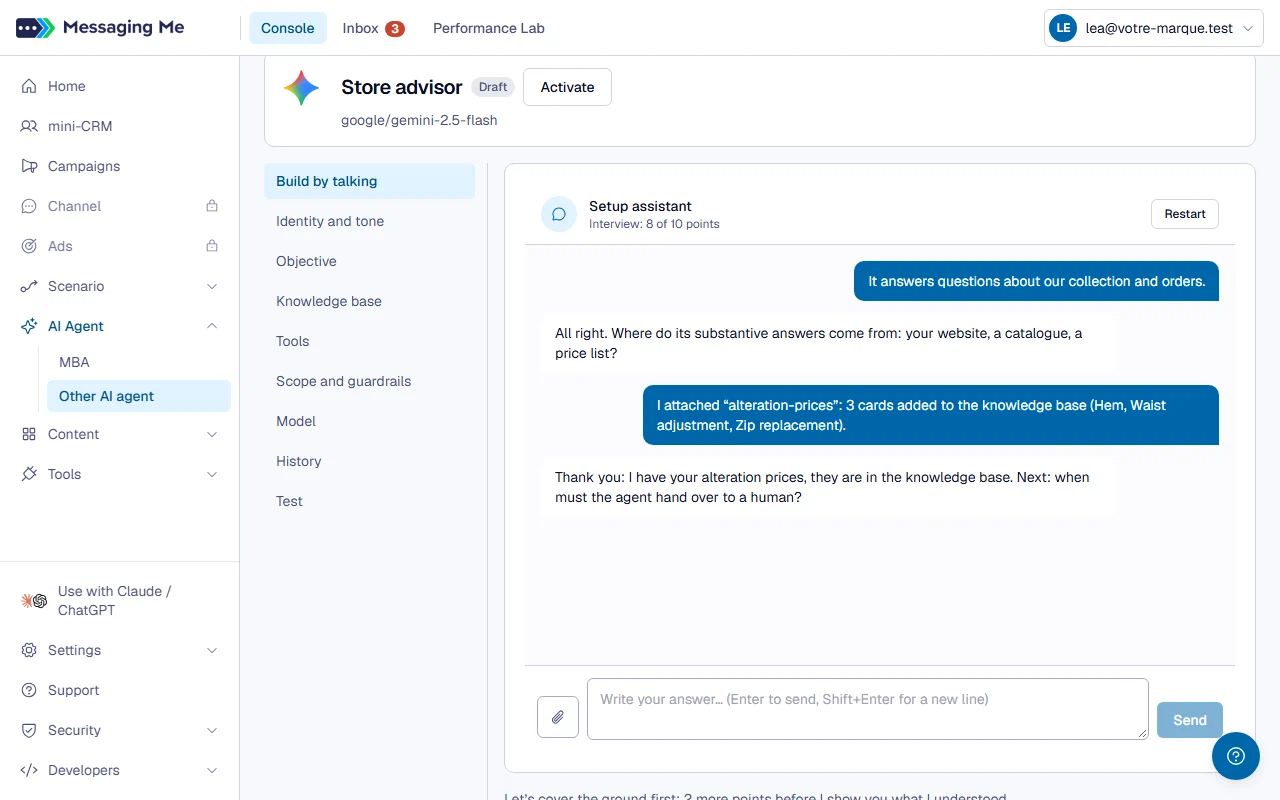 Messaging Me
Console
Inbox 3
Performance Lab
LE lea@votre-marque.test
Home
mini-CRM
Campaigns
Channel
Ads
Scenario
AI Agent
MBA
Other AI agent
Content
Tools
Use with Claude /
ChatGPT
Settings
Support
Security
Developers
Store advisor Draft Activate
google/gemini-2.5-flash
Build by talking
Identity and tone
Objective
Knowledge base
Tools
Scope and guardrails
Model
History
Test
Setup assistant
Interview: 8 of 10 points
Restart
It answers questions about our collection and orders.
All right. Where do its substantive answers come from: your website, a catalogue, a
price list?
I attached “alteration-prices”: 3 cards added to the knowledge base (Hem, Waist
adjustment, Zip replacement).
Thank you: I have your alteration prices, they are in the knowledge base. Next: when
must the agent hand over to a human?
Write your answer... (Enter to send, Shift+Enter for a new line)
Send
Let's cover the ground first: 2 more points before I show you what I understood.